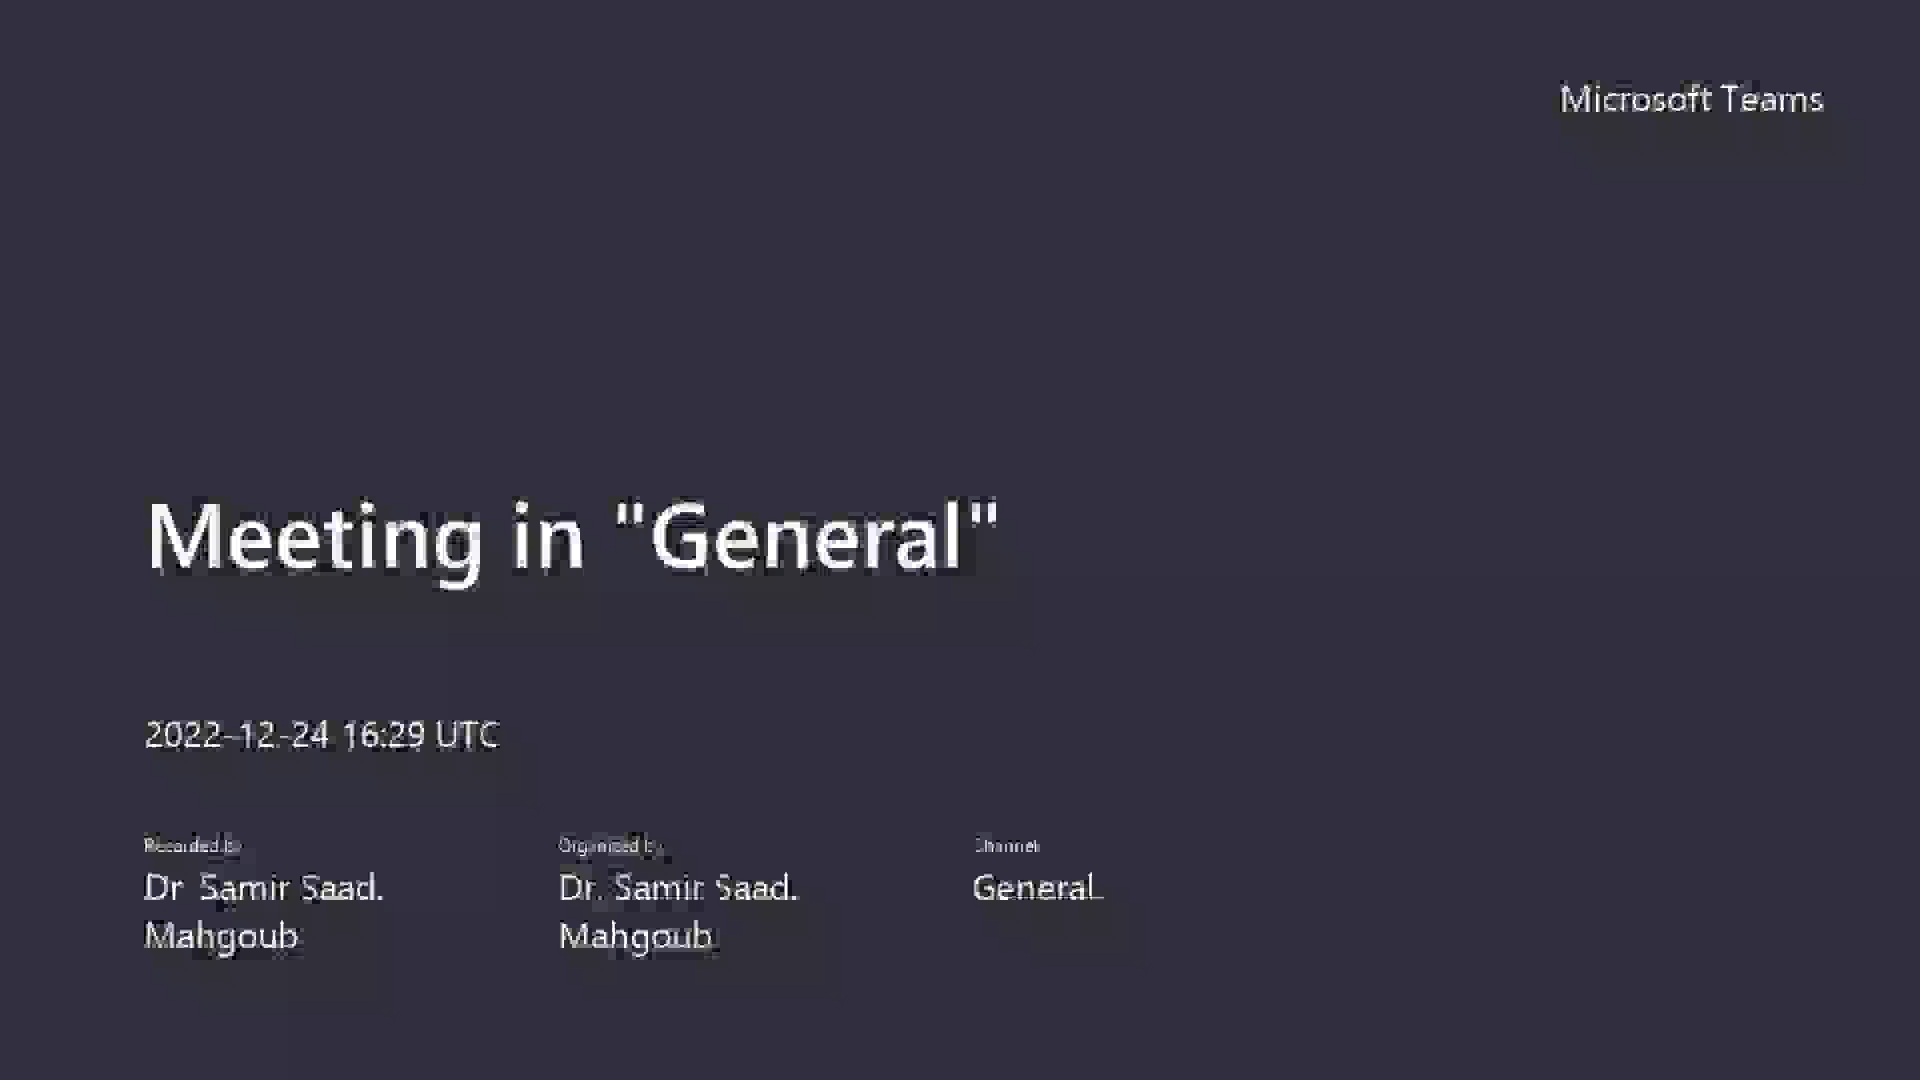 Microsoft Teams
Meeting in "General"
2022-12-24 16:29 UTC
Recorded by
Organized by
Channel
Dr. Samir Saad.
Dr. Samir Saad.
General
Mahgoub
Mahgoub